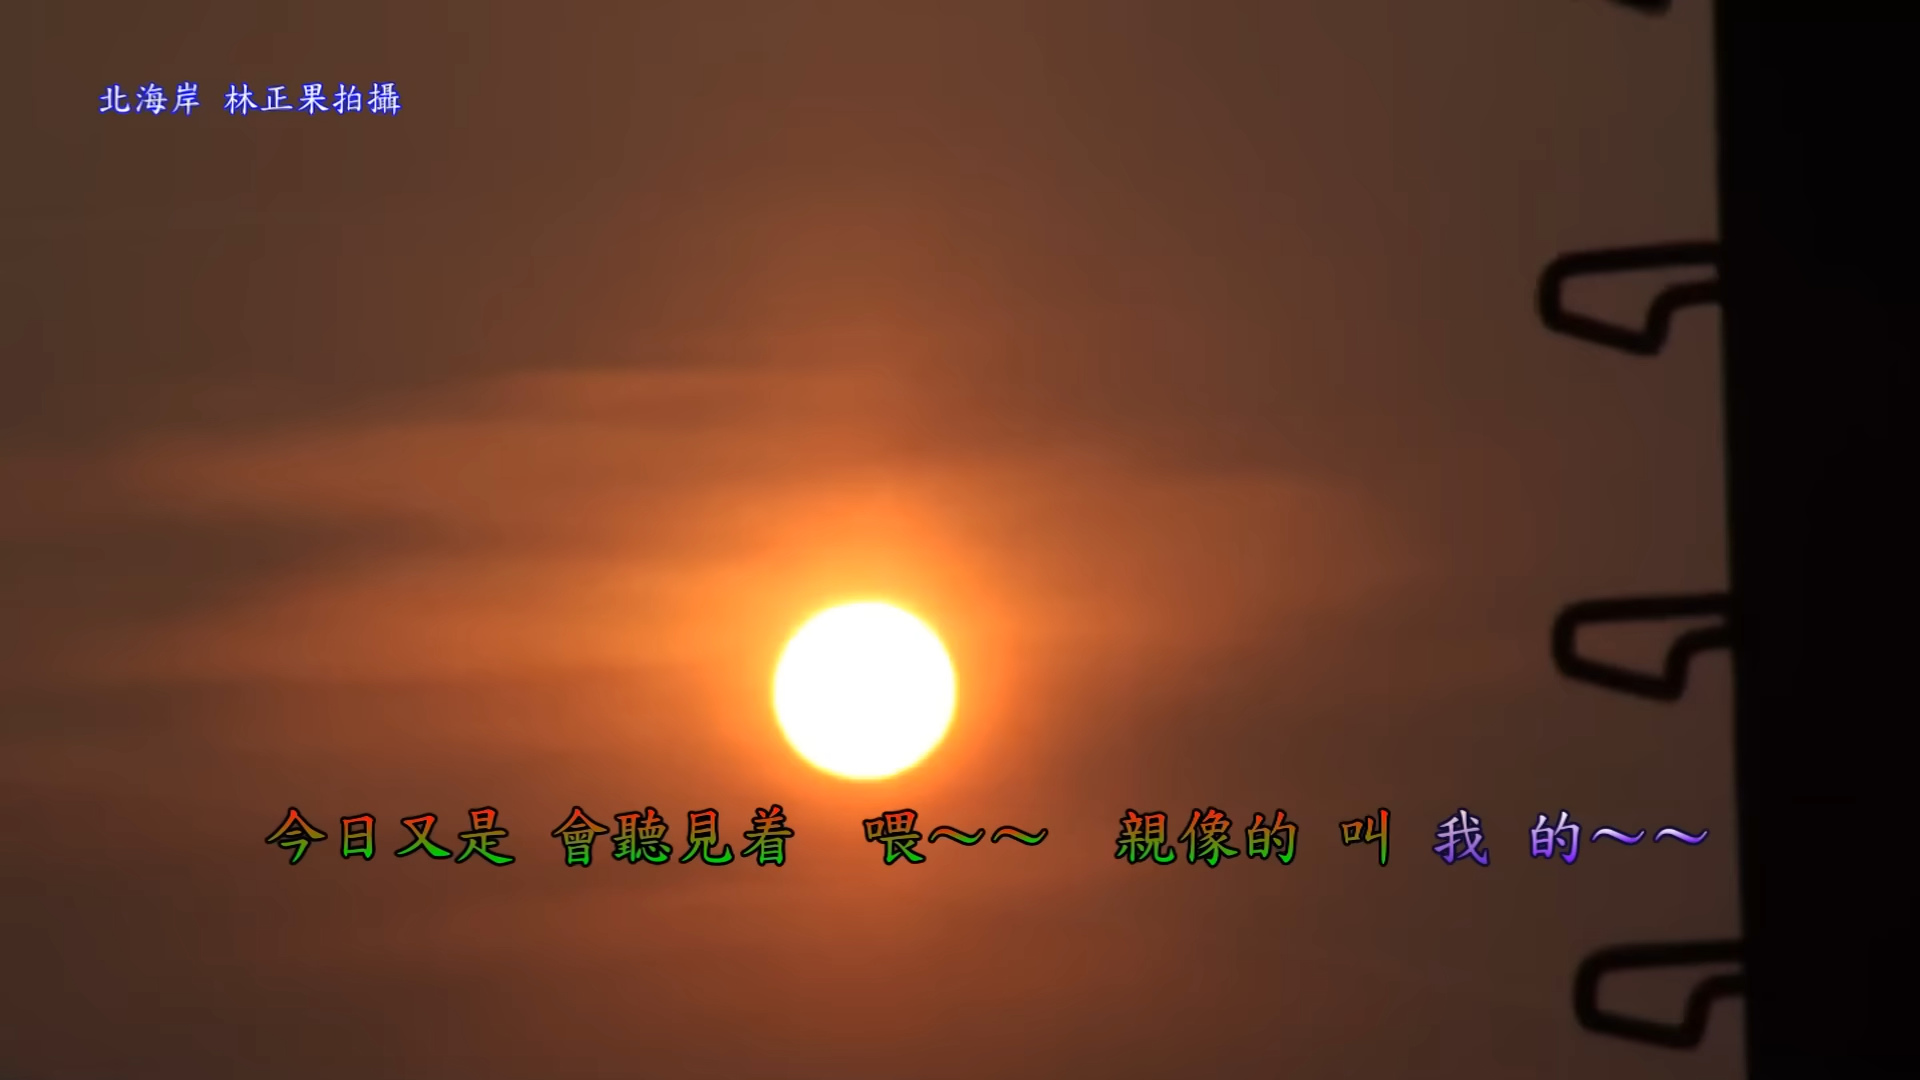 北海岸 林正果拍攝
今日又是 會聽見着 喂～～ 親像的 叫 我 的～～